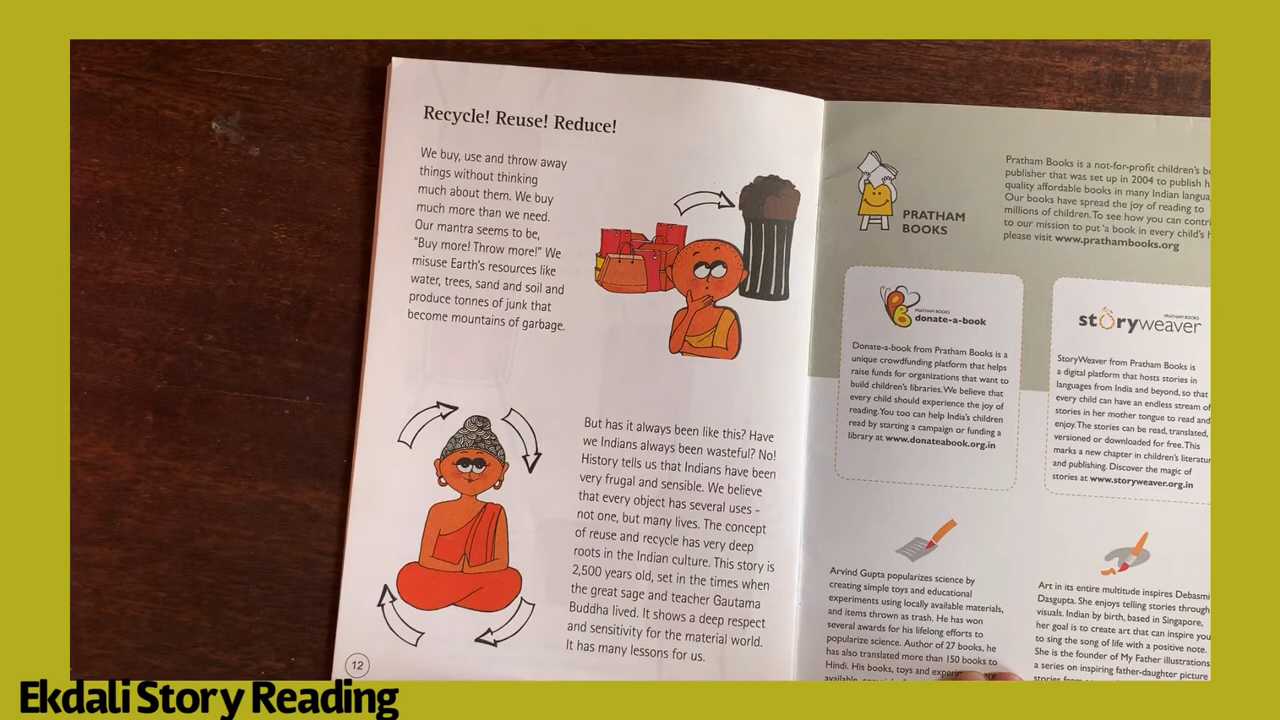 Recycle! Reuse! Reduce!
We buy, use and throw away
things without thinking
much about them. We buy
much more than we need.
Our mantra seems to be,
"Buy more! Throw more!" We
misuse Earth's resources like
water, trees, sand and soil and
produce tonnes of junk that
become mountains of garbage.
But has it always been like this? Have
we Indians always been wasteful? No!
History tells us that Indians have been
very frugal and sensible. We believe
that every object has several uses –
not one, but many lives. The concept
of reuse and recycle has very deep
roots in the Indian culture. This story is
2,500 years old, set in the times when
the great sage and teacher Gautama
Buddha lived. It shows a deep respect
and sensitivity for the material world.
It has many lessons for us.
12
PRATHAM
BOOKS
Pratham Books is a not-for-profit children's
publisher that was set up in 2004 to publish
quality affordable books in many Indian
Our books have spread the joy of reading to
millions of children. To see how you can
to our mission to put 'a book in every child's
please visit www.prathambooks.org
PRATHAM BOOKS
donate-a-book
Donate-a-book from Pratham Books is a
unique crowdfunding platform that helps
raise funds for organizations that want to
build children's libraries. We believe that
every child should experience the joy of
reading. You too can help India's children
read by starting a campaign or funding a
library at www.donateabook.org.in
PRATHAM BOOKS
storyweaver
StoryWeaver from Pratham Books is
a digital platform that hosts stories in
languages from India and beyond, so that
every child can have an endless stream of
stories in her mother tongue to read and
enjoy. The stories can be read, translated,
versioned or downloaded for free. This
marks a new chapter in children's
and publishing. Discover the magic of
stories at www.storyweaver.org.in
Arvind Gupta popularizes science by
creating simple toys and educational
experiments using locally available materials,
and items thrown as trash. He has won
several awards for his lifelong efforts to
popularize science. Author of 27 books, he
has also translated more than 150 books to
Hindi. His books, toys and
Art in its entire multitude inspires
Dasgupta. She enjoys telling stories through
visuals. Indian by birth, based in Singapore,
her goal is to create art that can inspire you
to sing the song of life with a positive note.
She is the founder of My Father illustrations
a series on inspiring father-daughter picture
Ekdali Story Reading